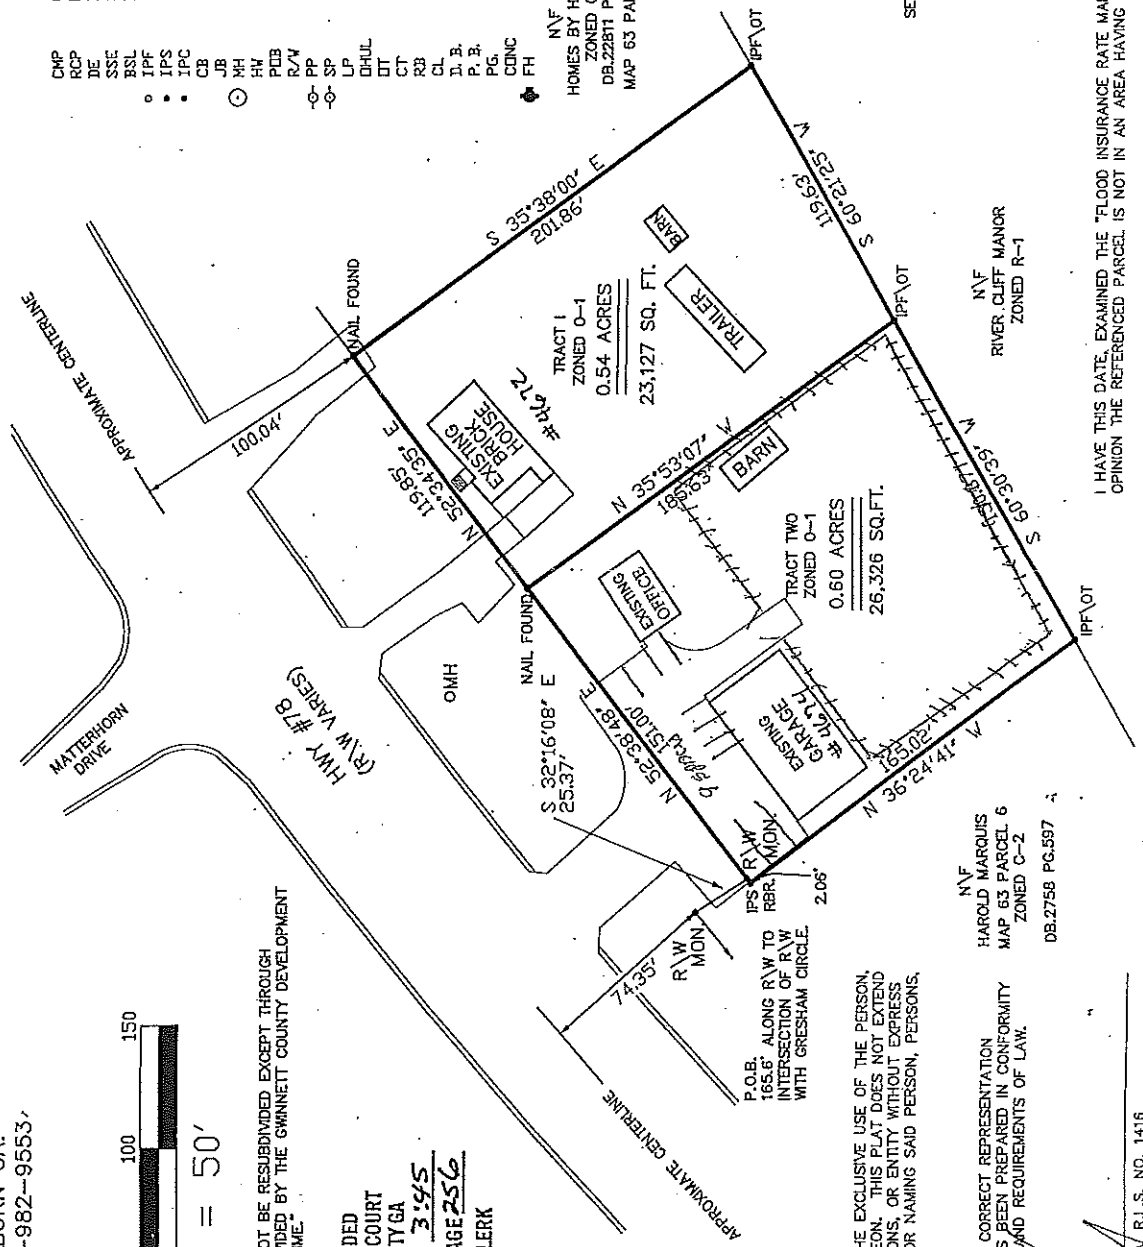 CMP
RCP
DE
SSE
BSL
IPF
IPS
IPC
CB
JB
MH
HW
POB
R/W
PP
SP
LP
OHUL
OT
CT
RB
CL
D. B.
P. B.
PG.
CONC
FH
N\F
HOMES BY H
ZONED
DB.22811 P
MAP 63 PA
SE
-982-9553,
100
150
= 50'
OT BE RESUBDIVIDED EXCEPT THROUGH
VIDED BY THE GWINNETT COUNTY DEVELOPMENT
IME."
DED
COURT
TY GA
3:45
AGE 256
LERK
APPROXIMATE CENTERLINE
100.04'
NAIL FOUND
MATTERHORN
DRIVE
HWY #78
(R\W VARIES)
OMH
N 52°34'35" E
119.85'
S 35°38'00" E
201.86'
EXISTING
BRICK
HOUSE
#4672
TRACT 1
ZONED O-1
0.54 ACRES
23,127 SQ. FT.
BARN
TRAILER
IPF\OT
S 60°21'25" W
119.63'
IPF\OT
N 35°53'07" W
185.63'
NAIL FOUND
S 32°16'08" E
25.37'
N 52°38'48" E
151.00'
9 spaces
EXISTING
OFFICE
BARN
TRACT TWO
ZONED O-1
0.60 ACRES
26,326 SQ.FT.
EXISTING
GARAGE
#4674
S 60°30'39" W
IPF\OT
N 36°24'41" W
165.02'
N\F
RIVER CLIFF MANOR
ZONED R-1
IPS
RBR.
R\W
MON.
2.06'
R\W
MON.
74.35'
APPROXIMATE CENTERLINE
P.O.B.
165.6' ALONG R\W TO
INTERSECTION OF R\W
WITH GRESHAM CIRCLE.
N\F
HAROLD MARQUIS
MAP 63 PARCEL 6
ZONED C-2
DB.2758 PG.597
I HAVE THIS DATE, EXAMINED THE "FLOOD INSURANCE RATE MA
OPINION THE REFERENCED PARCEL IS NOT IN AN AREA HAVING
HE EXCLUSIVE USE OF THE PERSON,
EON. THIS PLAT DOES NOT EXTEND
ONS, OR ENTITY WITHOUT EXPRESS
OR NAMING SAID PERSON, PERSONS,
CORRECT REPRESENTATION
S BEEN PREPARED IN CONFORMITY
AND REQUIREMENTS OF LAW.
R.L.S. NO. 1416